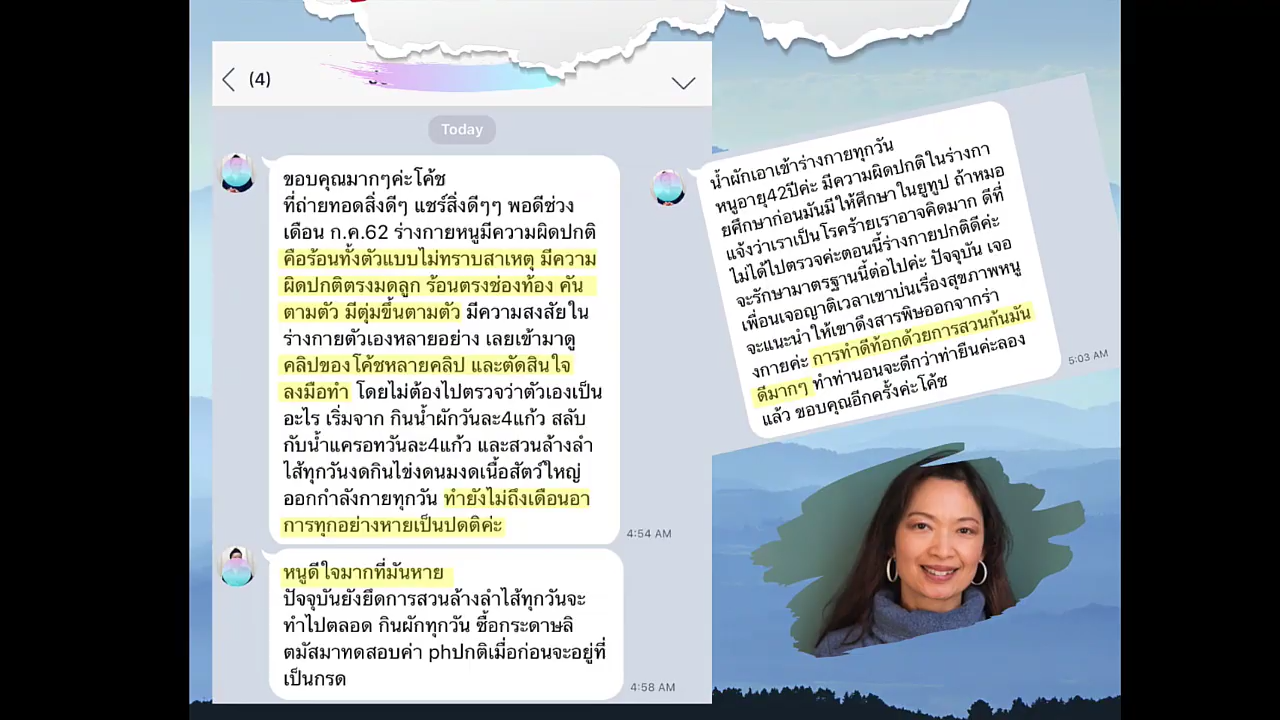 (4)
Today
ขอบคุณมากๆค่ะโค้ช
ที่ถ่ายทอดสิ่งดีๆ แชร์สิ่งดีๆๆ พอดีช่วง
เดือน ก.ค.62 ร่างกายหนูมีความผิดปกติ
คือร้อนทั้งตัวแบบไม่ทราบสาเหตุ มีความ
ผิดปกติตรงมดลูก ร้อนตรงช่องท้อง คัน
ตามตัว มีตุ่มขึ้นตามตัว มีความสงสัยใน
ร่างกายตัวเองหลายอย่าง เลยเข้ามาดู
คลิปของโค้ชหลายคลิป และตัดสินใจ
ลงมือทำ โดยไม่ต้องไปตรวจว่าตัวเองเป็น
อะไร เริ่มจาก กินน้ำผักวันละ4แก้ว สลับ
กับน้ำแครอทวันละ4แก้ว และสวนล้างลำ
ไส้ทุกวันงดกินไข่งดนมงดเนื้อสัตว์ใหญ่
ออกกำลังกายทุกวัน ทำยังไม่ถึงเดือนอา
การทุกอย่างหายเป็นปดติค่ะ
4:54 AM
หนูดีใจมากที่มันหาย
ปัจจุบันยังยึดการสวนล้างลำไส้ทุกวันจะ
ทำไปตลอด กินผักทุกวัน ซื้อกระดาษลิ
ตมัสมาทดสอบค่า phปกติเมื่อก่อนจะอยู่ที่
เป็นกรด
4:58 AM
น้ำผักเอาเข้าร่างกายทุกวัน
หนูอายุ42ปีค่ะ มีความผิดปกติในร่างกา
ยศึกษาก่อนมันมีให้ศึกษาในยูทูป ถ้าหมอ
แจ้งว่าเราเป็นโรคร้ายเราอาจคิดมาก ดีที่
ไม่ได้ไปตรวจค่ะตอนนี้ร่างกายปกติดีค่ะ
จะรักษามาตรฐานนี้ต่อไปค่ะ ปัจจุบัน เจอ
เพื่อนเจอญาติเวลาเขาบ่นเรื่องสุขภาพหนู
จะแนะนำให้เขาดึงสารพิษออกจากร่า
งกายค่ะ การทำดีท็อกด้วยการสวนก้นมัน
ดีมากๆ ทำท่านอนจะดีกว่าท่ายืนค่ะลอง
แล้ว ขอบคุณอีกครั้งค่ะโค้ช
5:03 AM